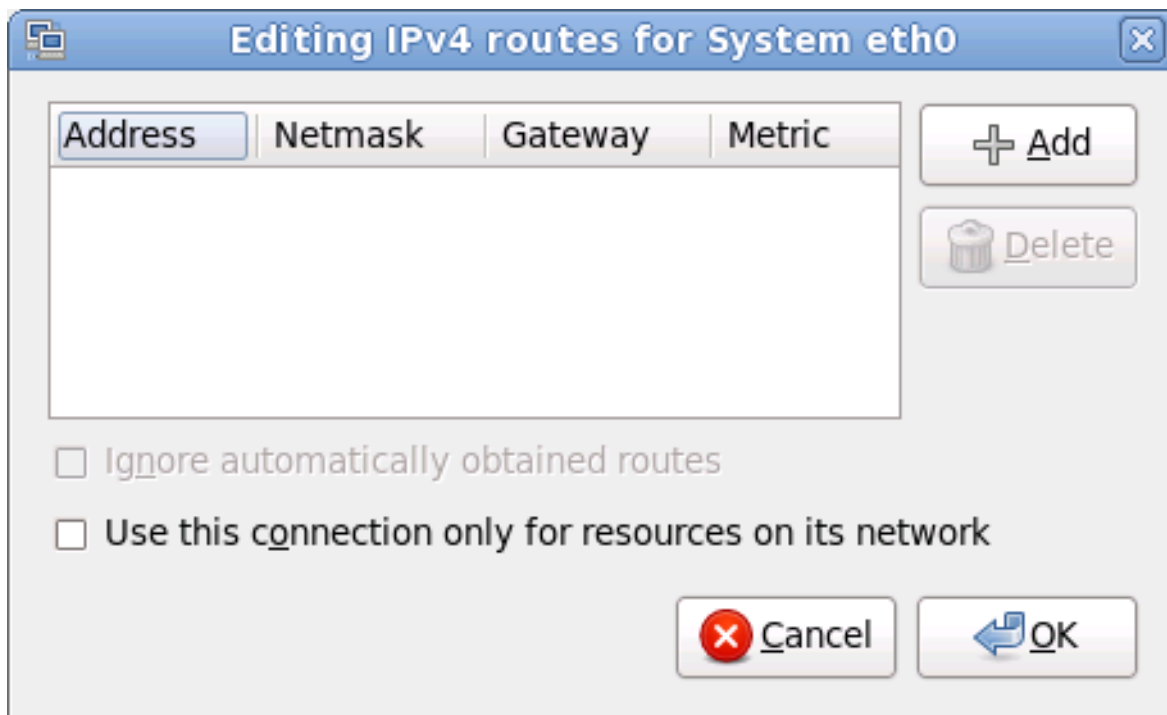 Editing IPv4 routes for System eth0
Address Netmask Gateway Metric
Add
Delete
Ignore automatically obtained routes
Use this connection only for resources on its network
Cancel OK